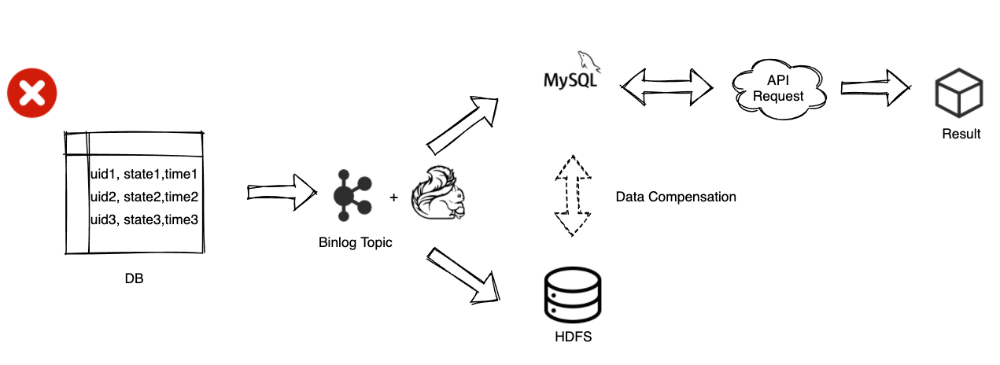 MySQL
API
Request
Result
uid1, state1,time1
uid2, state2,time2
uid3, state3,time3
+
Binlog Topic
Data Compensation
DB
HDFS